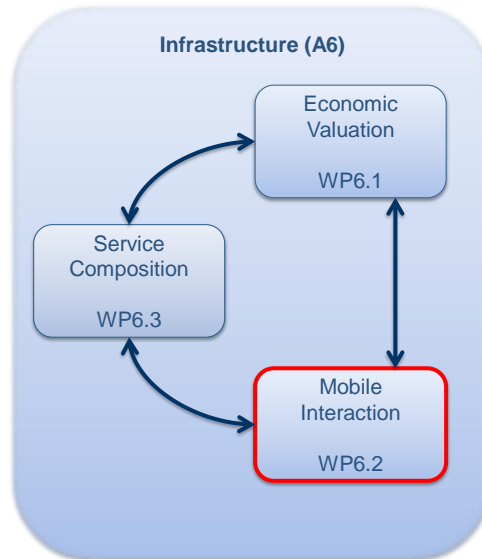 Infrastructure (A6)
Economic
Valuation
WP6.1
Service
Composition
WP6.3
Mobile
Interaction
WP6.2